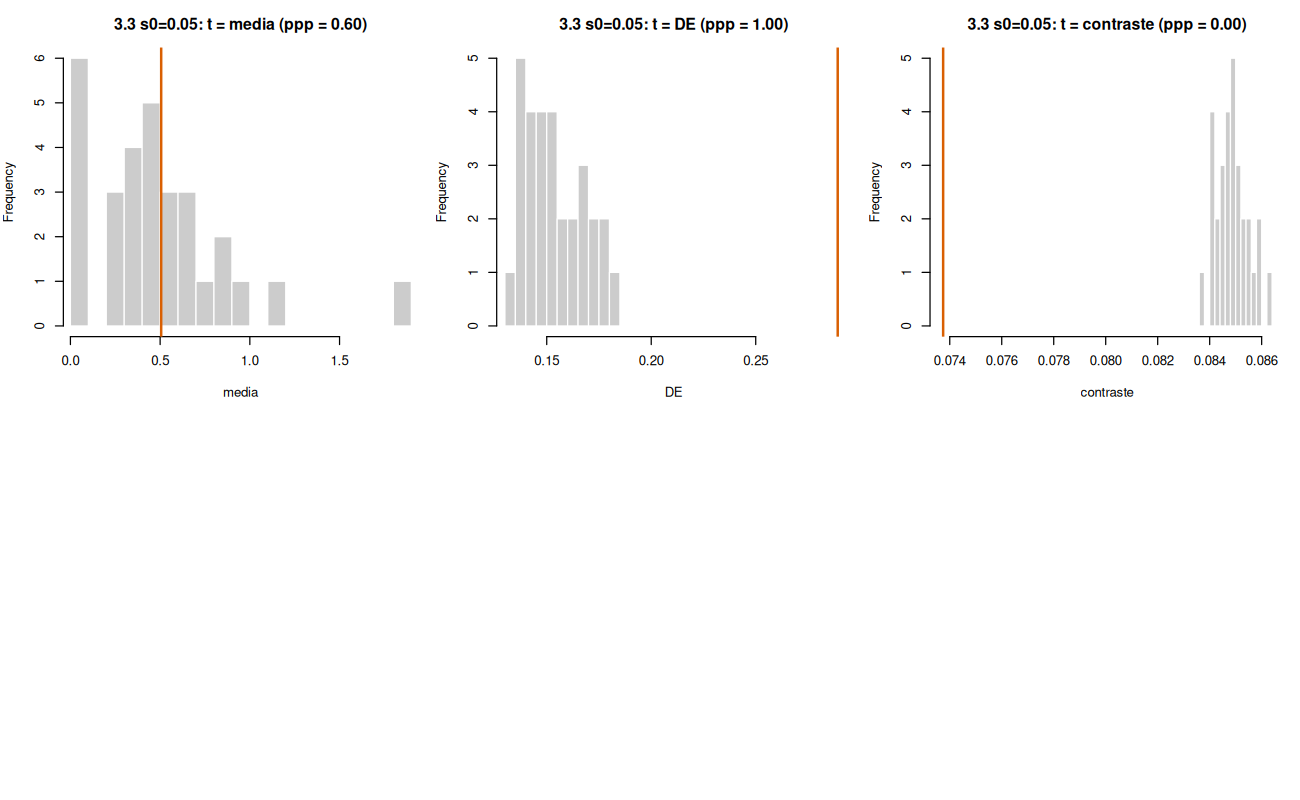 3.3 s0=0.05: t = media (ppp = 0.60)
Frequency
0 1 2 3 4 5 6
0.0 0.5 1.0 1.5
media
3.3 s0=0.05: t = DE (ppp = 1.00)
Frequency
0 1 2 3 4 5
0.15 0.20 0.25
DE
3.3 s0=0.05: t = contraste (ppp = 0.00)
Frequency
0 1 2 3 4 5
0.074 0.076 0.078 0.080 0.082 0.084 0.086
contraste